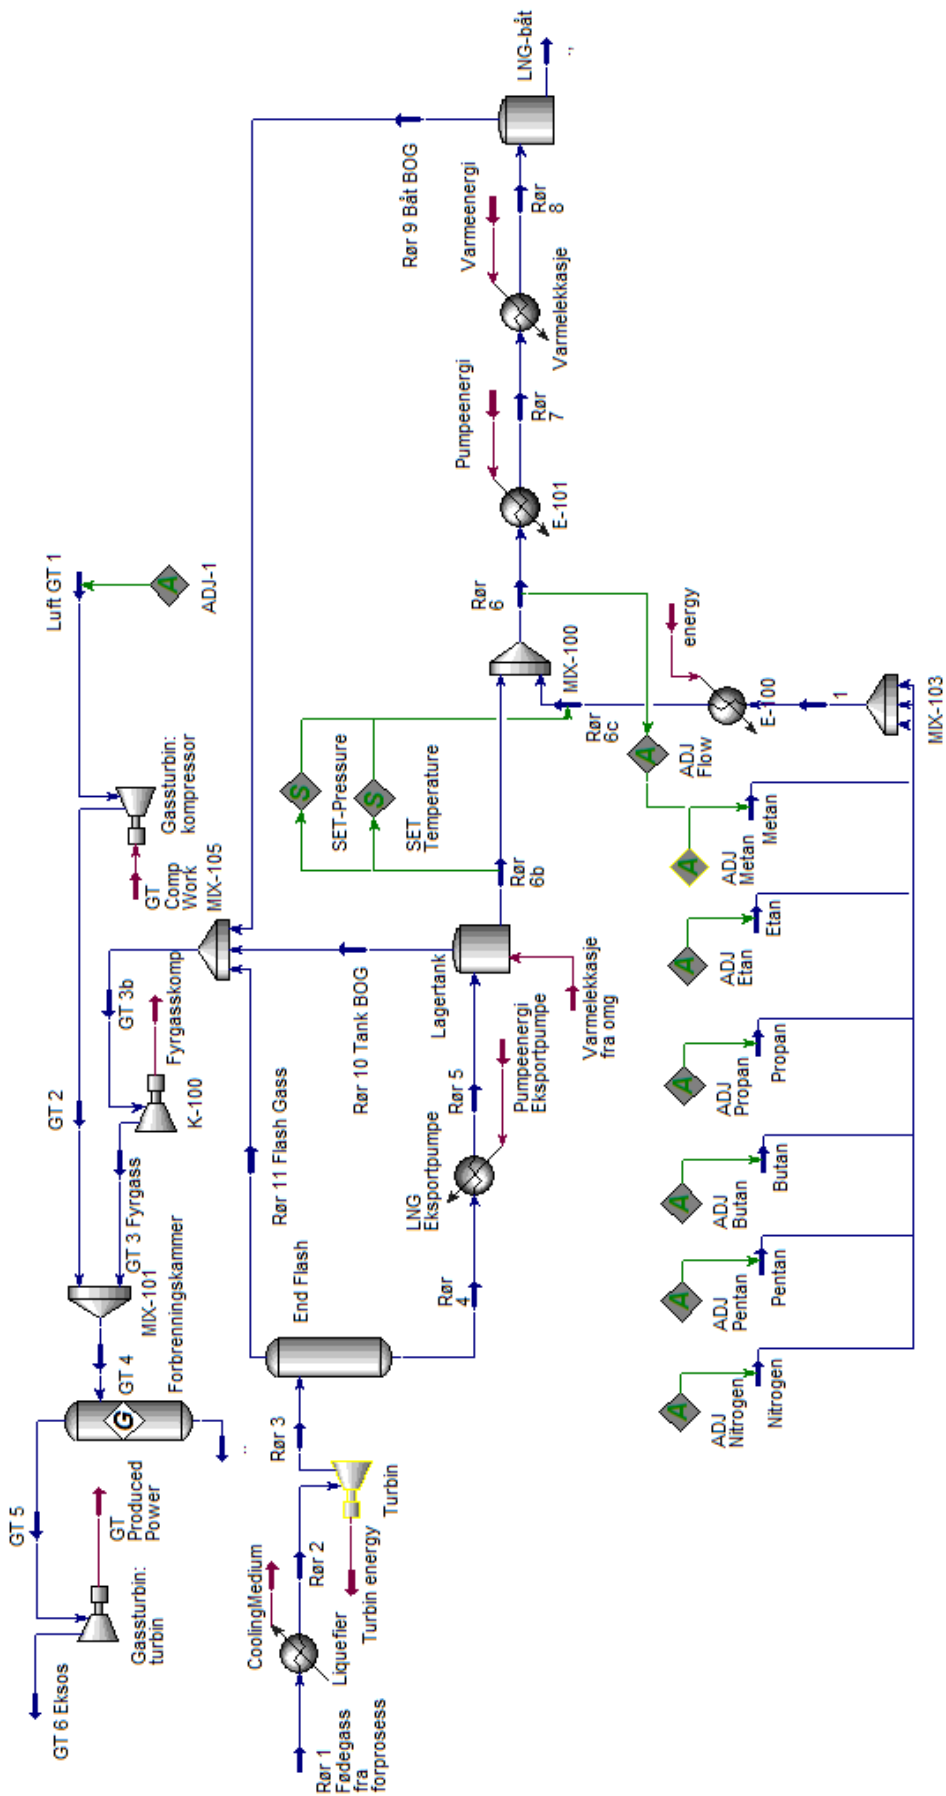 GT 6 Eksos
Gassturbin:
turbin
GT 5
GT
Produced
Power
G
GT 4
Forbrenningskammer
..
MIX-101
GT 3 Fyrgass
GT 2
K-100
Fyrgasskomp
GT 3b
MIX-105
GT
Comp
Work
Gassturbin:
kompressor
Luft GT 1
A
ADJ-1
Rør 1
Fødegass
fra
forprosess
CoolingMedium
Liquefier
Rør 2
Turbin energy
Turbin
Rør 3
End Flash
Rør 11 Flash Gass
Rør
4
LNG
Eksportpumpe
Pumpeenergi
Eksportpumpe
Rør 5
Rør 10 Tank BOG
Lagertank
Varmelekkasje
fra omg
Rør
6b
S
SET-Pressure
S
SET
Temperature
MIX-100
Rør
6c
Rør
6
E-101
Pumpeenergi
Rør
7
Varmelekkasje
Varmeenergi
Rør
8
Rør 9 Båt BOG
LNG-båt
..
A
ADJ
Nitrogen
Nitrogen
A
ADJ
Pentan
Pentan
A
ADJ
Butan
Butan
A
ADJ
Propan
Propan
A
ADJ
Etan
Etan
A
ADJ
Metan
Metan
A
ADJ
Flow
E-100
energy
1
MIX-103